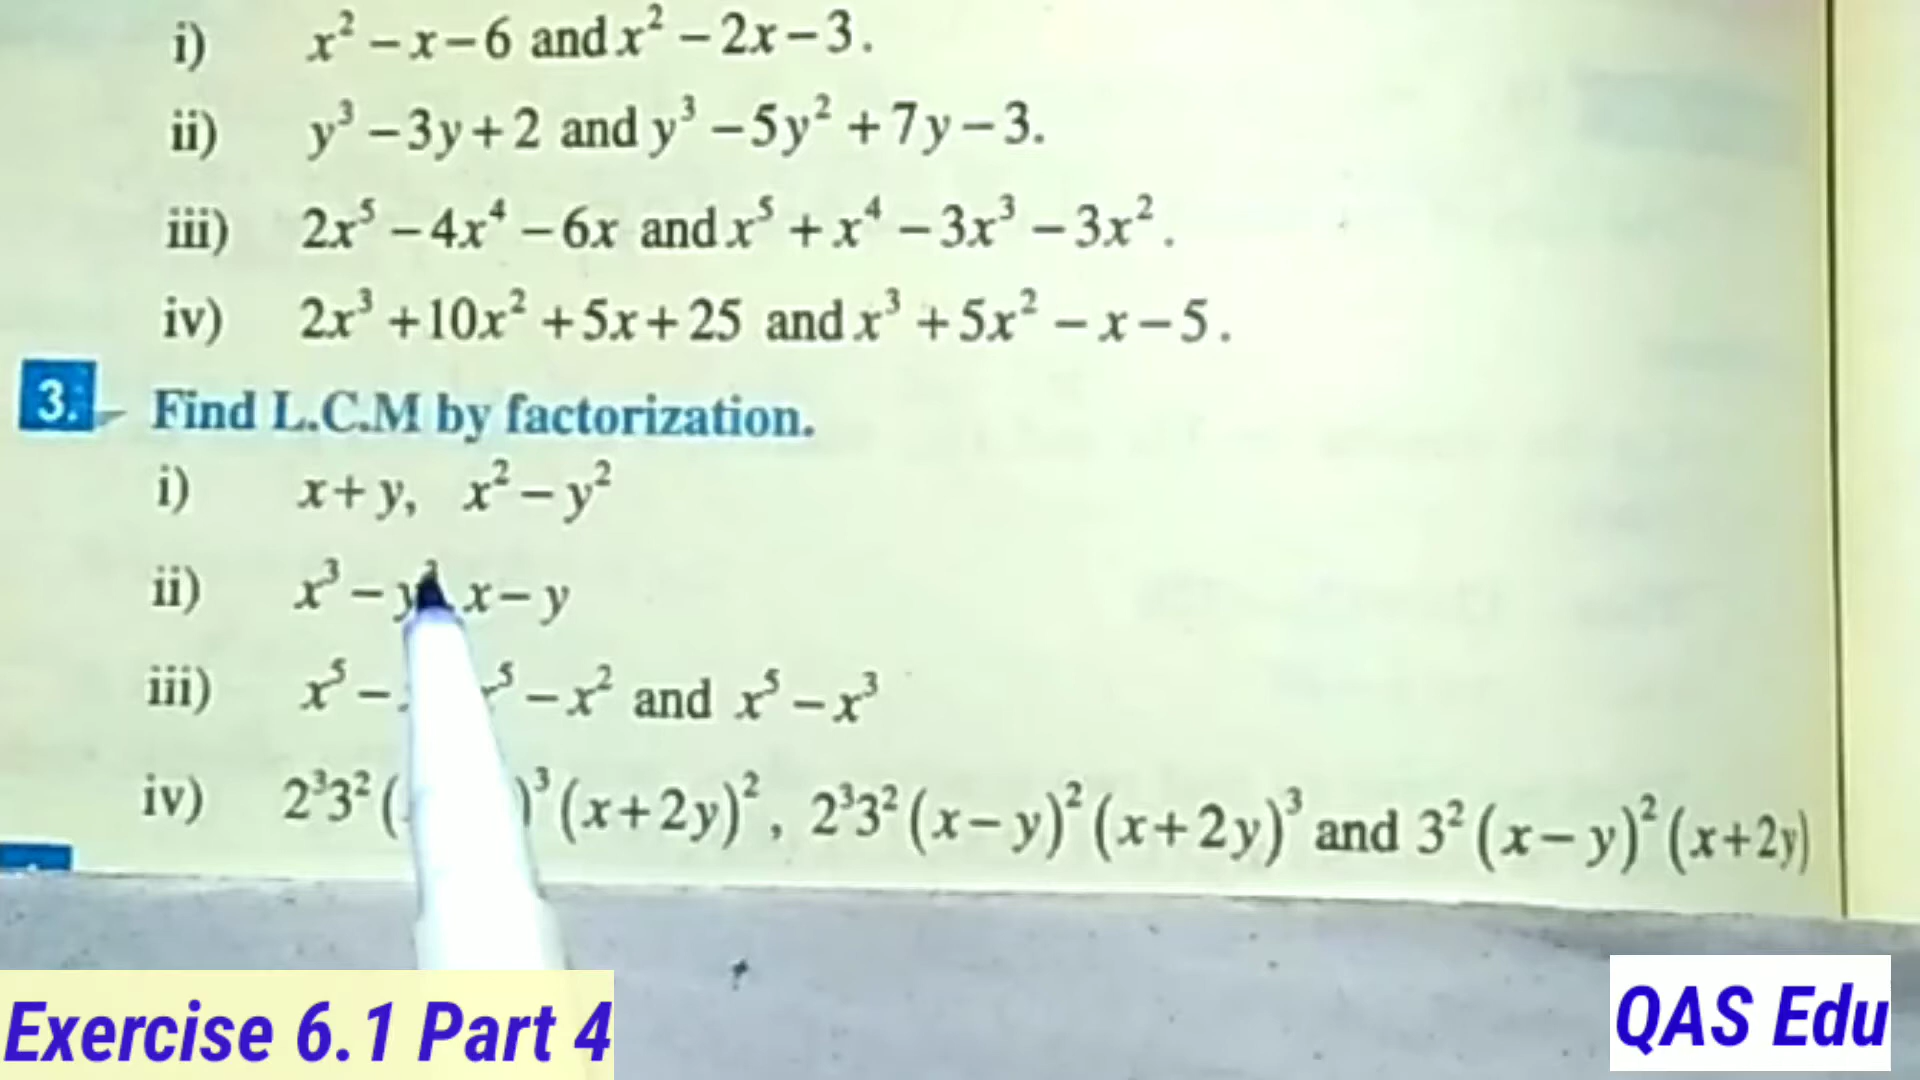 i) x² – x – 6 and x² – 2x – 3.
ii) y³ – 3y + 2 and y³ – 5y² + 7y – 3.
iii) 2x⁵ – 4x⁴ – 6x and x⁵ + x⁴ – 3x³ – 3x².
iv) 2x³ + 10x² + 5x + 25 and x³ + 5x² – x – 5.
3. Find L.C.M by factorization.
i) x + y, x² – y²
ii) x³ – y³ x – y
iii) x⁵ – ⁵ – x² and x⁵ – x³
iv) 2³3²( )³(x+2y)², 2³3²(x–y)²(x+2y)³ and 3²(x–y)²(x+2y)
Exercise 6.1 Part 4
QAS Edu